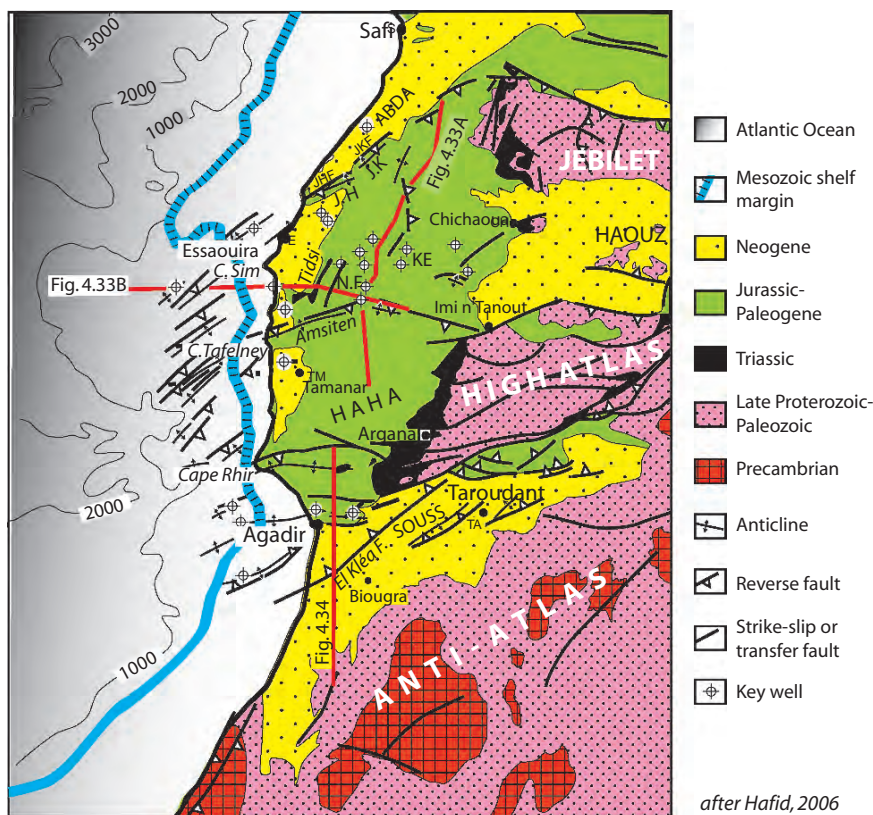 Safi
3000
2000
1000
ABDA
JKF
J.K
JHF
J.H
Fig. 4.33A
JEBILET
Chichaoua
HAOUZ
Essaouira
E
C. Sim
Tidsi
KE
N.F
Fig. 4.33B
Imi n'Tanout
Amsiten
C. Tafelney
TM
Tamanar
HIGH ATLAS
HAHA
Argana
Cape Rhir
2000
Taroudant
TA
Agadir
SOUSS
El Kléa F.
Biougra
Fig. 4.34
1000
ANTI-ATLAS
Atlantic Ocean
Mesozoic shelf
margin
Neogene
Jurassic-
Paleogene
Triassic
Late Proterozoic-
Paleozoic
Precambrian
Anticline
Reverse fault
Strike-slip or
transfer fault
Key well
after Hafid, 2006